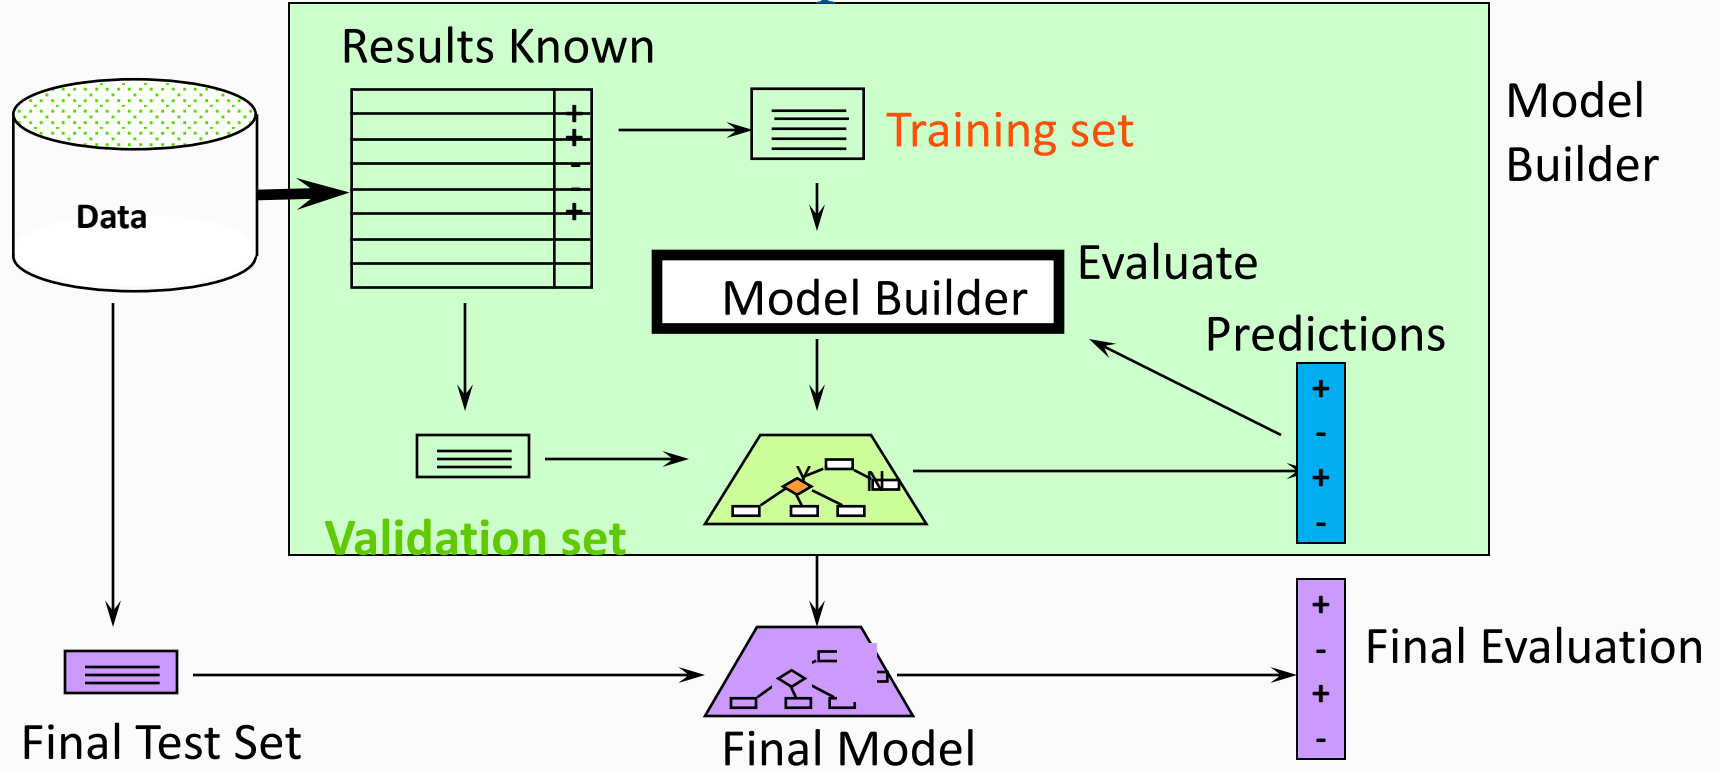 Results Known
Model
Builder
+
+
-
-
+
Training set
Data
Model Builder
Evaluate
Predictions
+
-
+
-
Y
N
Validation set
+
-
+
-
Final Evaluation
Final Test Set
Final Model